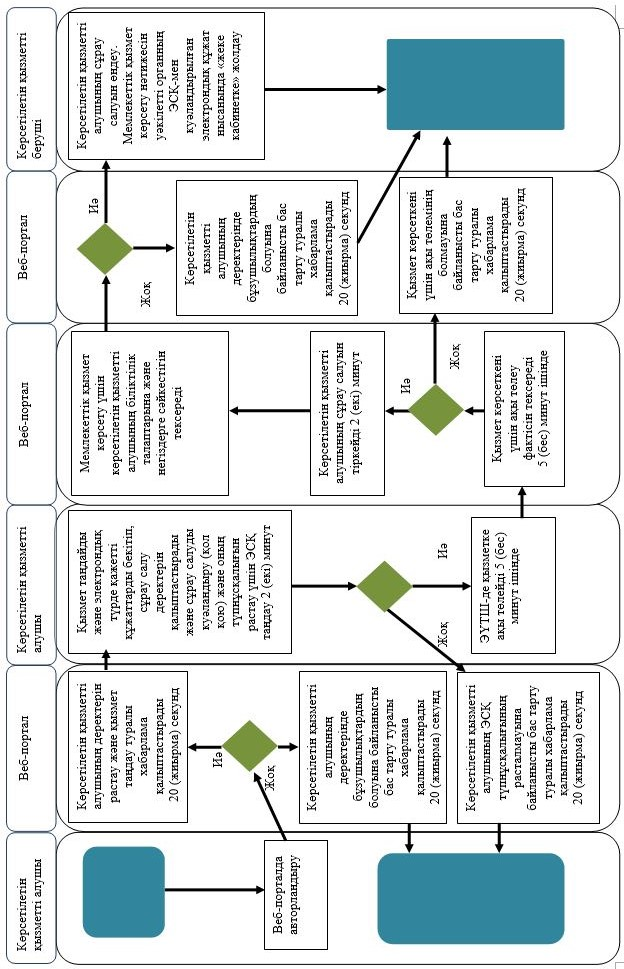 Көрсетілетін
қызметті алушы
Веб-порталда
авторландыру
Веб-портал
Көрсетілетін қызметті
алушының деректерін
растау және қызмет
таңдау туралы
хабарлама
қалыптастырады
20 (жиырма) секунд
Иә
Жоқ
Көрсетілетін қызметті
алушының
деректерінде
бұзушылықтардың
болуына байланысты
бас тарту туралы
хабарлама
қалыптастырады
20 (жиырма) секунд
Көрсетілетін қызметті
алушының ЭСҚ
түпнұсқалығының
расталмауына
байланысты бас тарту
туралы хабарлама
қалыптастырады
20 (жиырма) секунд
Көрсетілетін қызметті
алушы
Қызмет таңдайды
және электрондық
түрде қажетті
құжаттарды бекітіп,
сұрау салу
деректерін
қалыптастырады
және сұрау салуды
куәландыру (қол
қою) және оның
түпнұсқалығын
растау үшін ЭСҚ
таңдау 2 (екі) минут
Жоқ
Иә
ЭҮТШ-де қызметке
ақы төлейді 5 (бес)
минут ішінде
Веб-портал
Мемлекеттік қызмет
көрсету үшін
көрсетілетін қызметті
алушының біліктілік
талаптарына және
негіздерге сәйкестігін
тексереді
Көрсетілетін қызметті
алушының сұрау салуын
тіркейді 2 (екі) минут
Иә
Жоқ
Қызмет көрсеткені
үшін ақы төлеу
фактісін тексереді
5 (бес) минут ішінде
Веб-портал
Иә
Жоқ
Көрсетілетін
қызметті
алушының
деректерінде
бұзушылықтардың
болуына
байланысты бас
тарту туралы
хабарлама
қалыптастырады
20 (жиырма) секунд
Қызмет көрсеткені
үшін ақы төлемінің
болмауына
байланысты бас
тарту туралы
хабарлама
қалыптастырады
20 (жиырма) секунд
Көрсетілетін қызметті
беруші
Көрсетілетін қызметті
алушының сұрау
салуын өңдеу.
Мемлекеттік қызмет
көрсету нәтижесін
уәкілетті органның
ЭСҚ-мен
куәландырылған
электрондық құжат
нысанында «жеке
кабинетке» жолдау